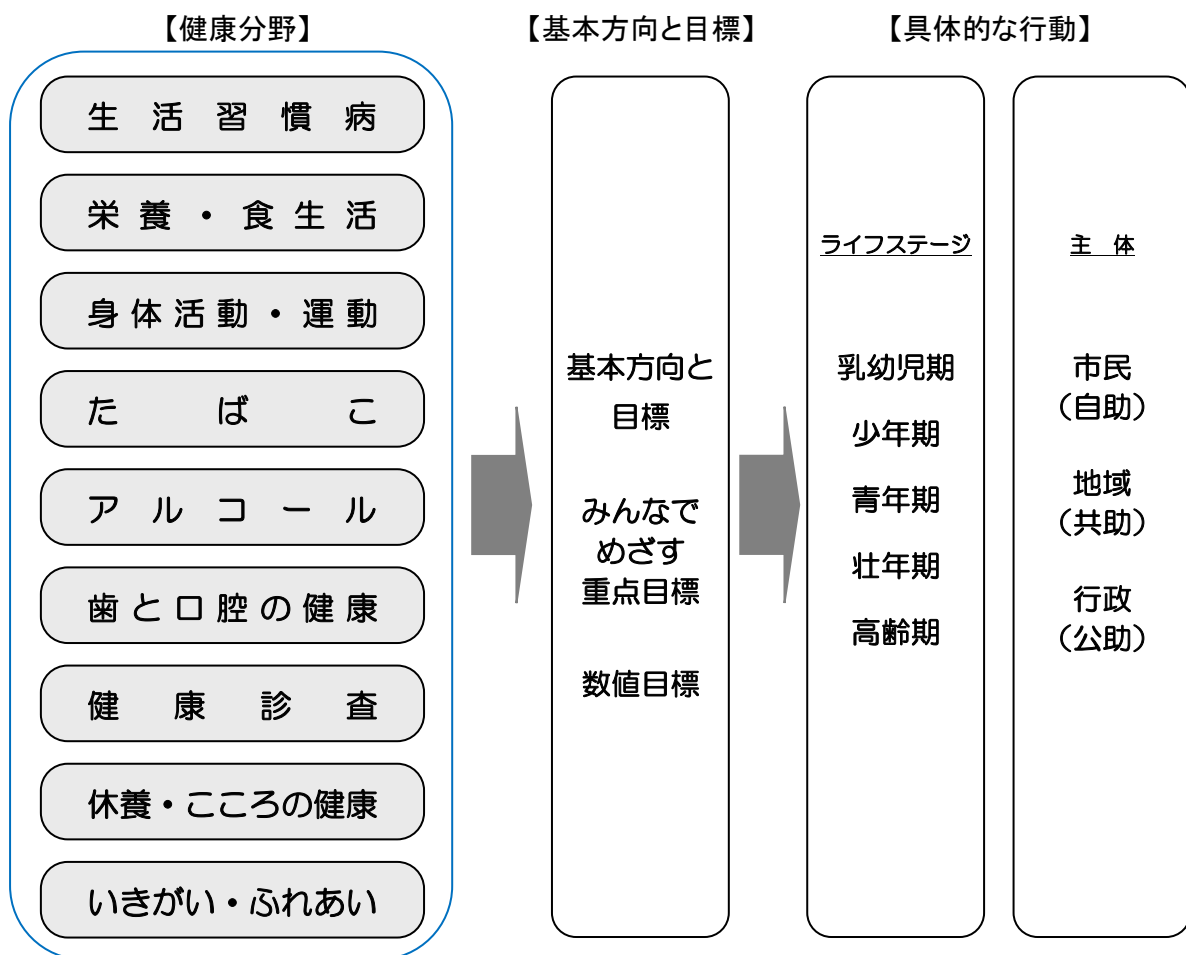 【健康分野】
【基本方向と目標】
【具体的な行動】
生活習慣病
栄養・食生活
身体活動・運動
たばこ
アルコール
歯と口腔の健康
健康診査
休養・こころの健康
いきがい・ふれあい
基本方向と
目標
みんなで
めざす
重点目標
数値目標
ライフステージ
乳幼児期
少年期
青年期
壮年期
高齢期
主 体
市民
（自助）
地域
（共助）
行政
（公助）